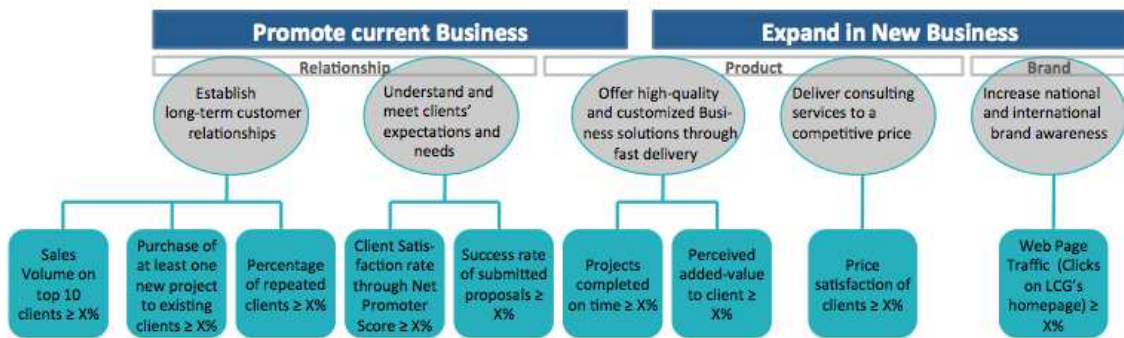 Promote current Business
Expand in New Business
Relationship
Product
Brand
Establish
long-term customer
relationships
Understand and
meet clients'
expectations and
needs
Offer high-quality
and customized Busi-
ness solutions through
fast delivery
Deliver consulting
services to a
competitive price
Increase national
and international
brand awareness
Sales
Volume on
top 10
clients ≥ X%
Purchase of
at least one
new project
to existing
clients ≥ X%
Percentage
of repeated
clients ≥ X%
Client Satis-
faction rate
through Net
Promoter
Score ≥ X%
Success rate
of submitted
proposals ≥
X%
Projects
completed
on time ≥ X%
Perceived
added-value
to client ≥
X%
Price
satisfaction of
clients ≥ X%
Web Page
Traffic (Clicks
on LCG's
homepage) ≥
X%